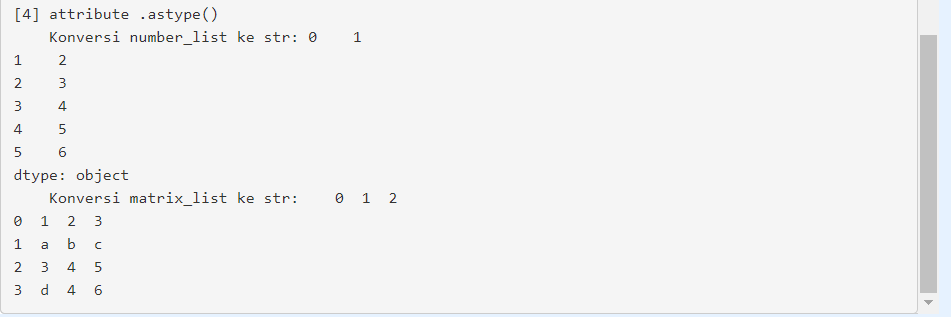 [4] attribute .astype()
    Konversi number_list ke str: 0    1
1    2
2    3
3    4
4    5
5    6
dtype: object
    Konversi matrix_list ke str:    0  1  2
0  1  2  3
1  a  b  c
2  3  4  5
3  d  4  6